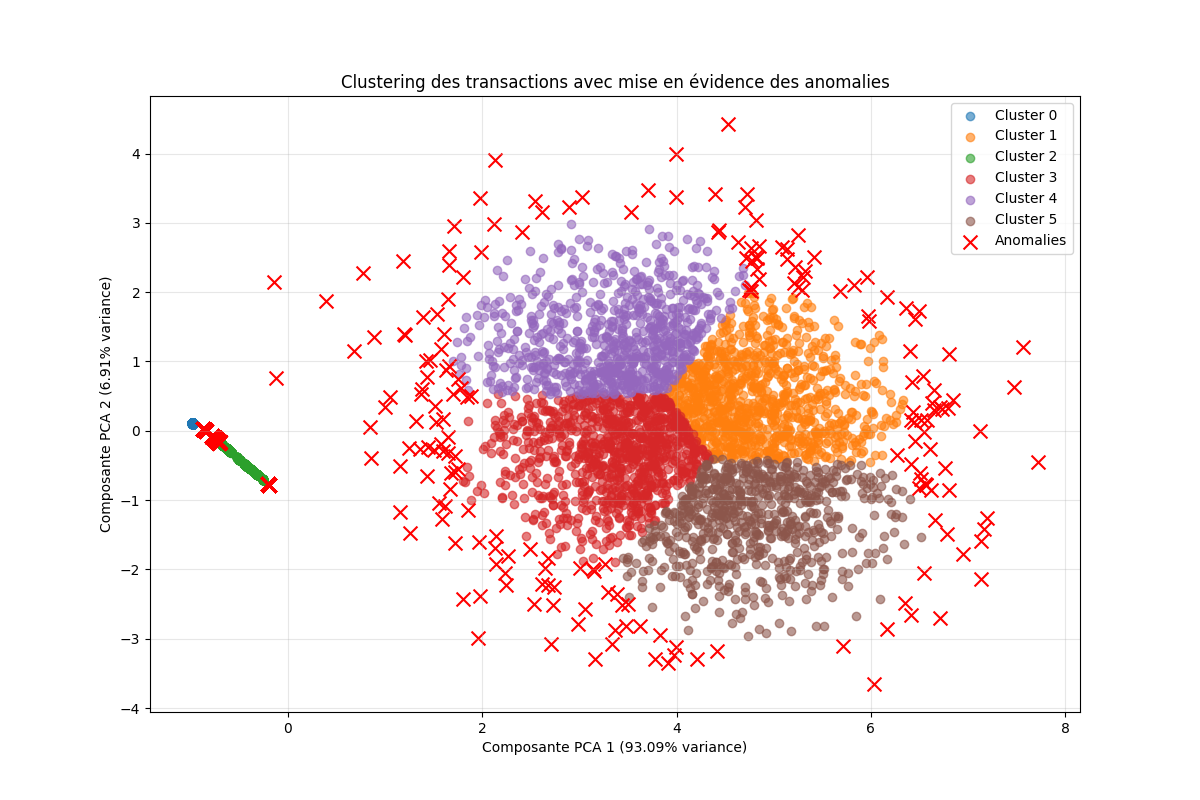 Clustering des transactions avec mise en évidence des anomalies
Cluster 0
Cluster 1
Cluster 2
Cluster 3
Cluster 4
Cluster 5
Anomalies
Composante PCA 2 (6.91% variance)
4
3
2
1
0
−1
−2
−3
−4
0
2
4
6
8
Composante PCA 1 (93.09% variance)